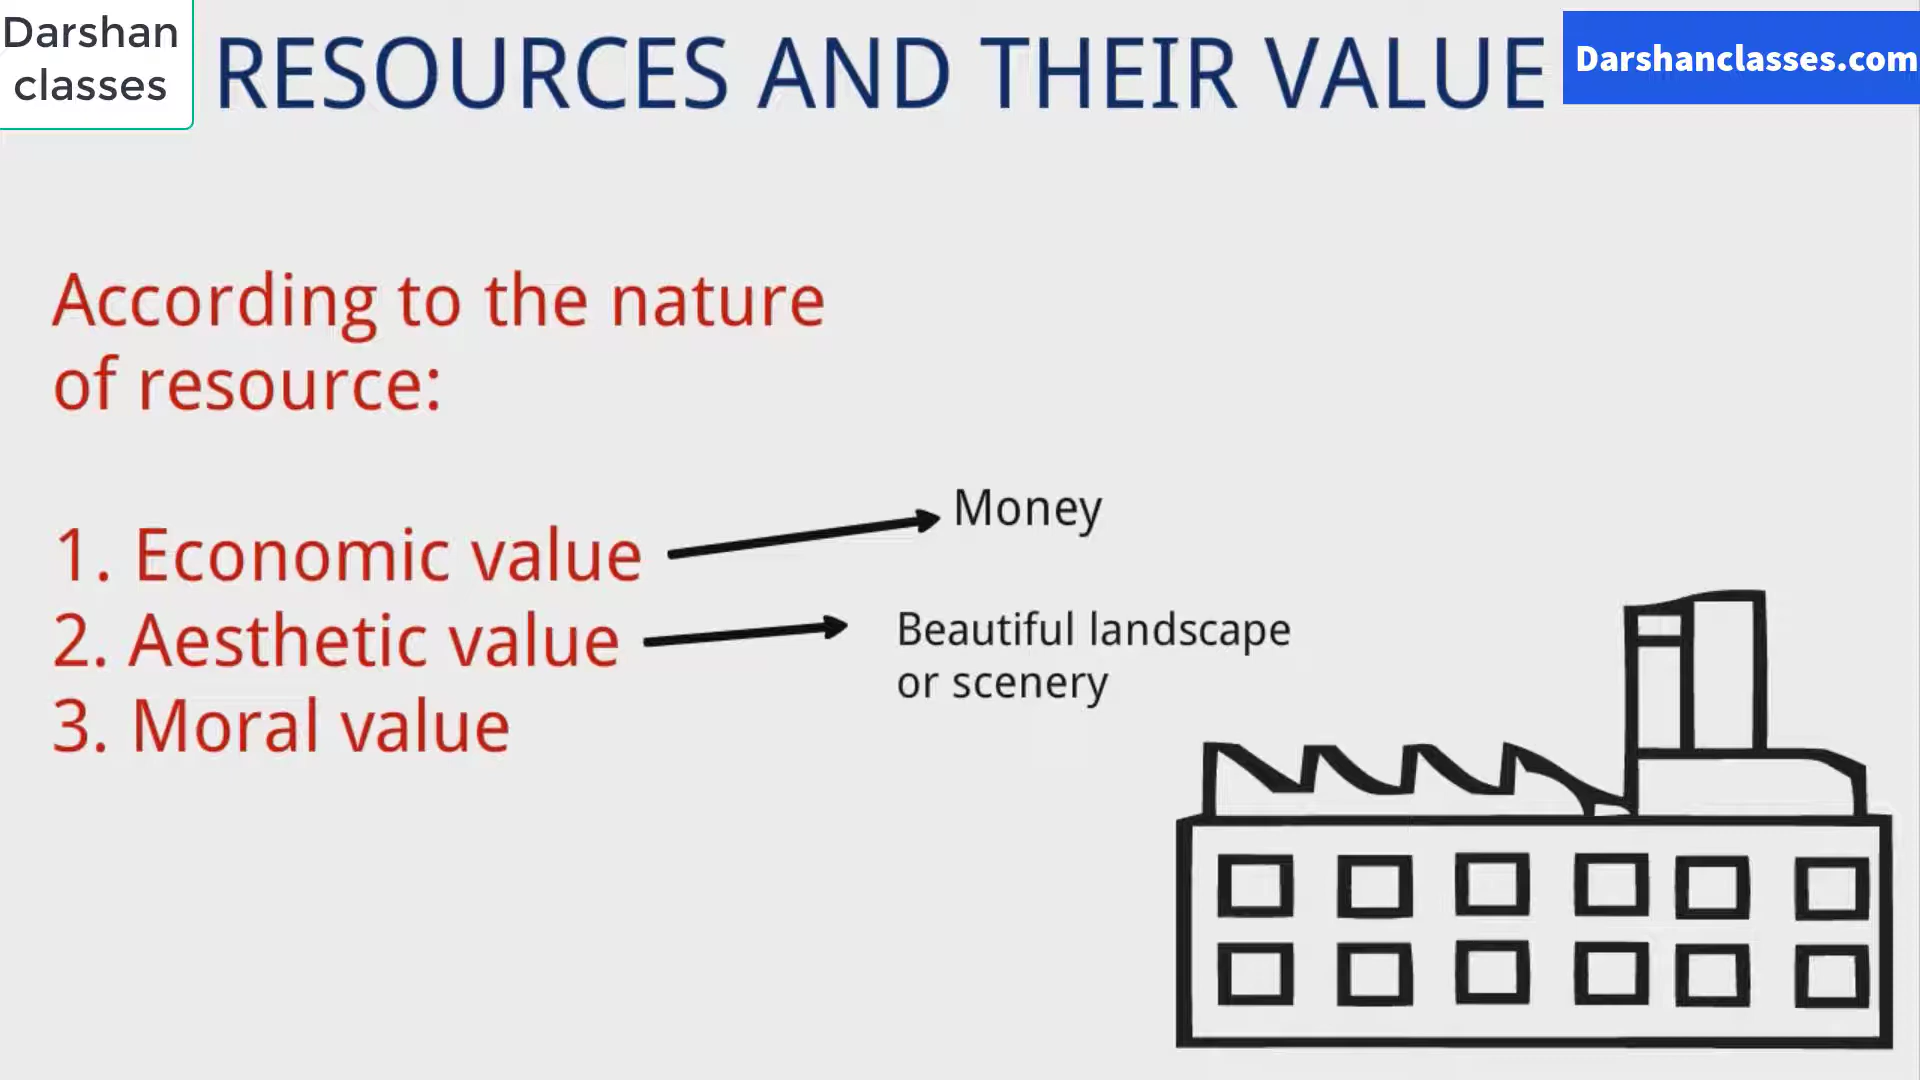 Darshan
classes
RESOURCES AND THEIR VALUE
Darshanclasses.com
According to the nature
of resource:
1. Economic value
Money
2. Aesthetic value
Beautiful landscape
or scenery
3. Moral value